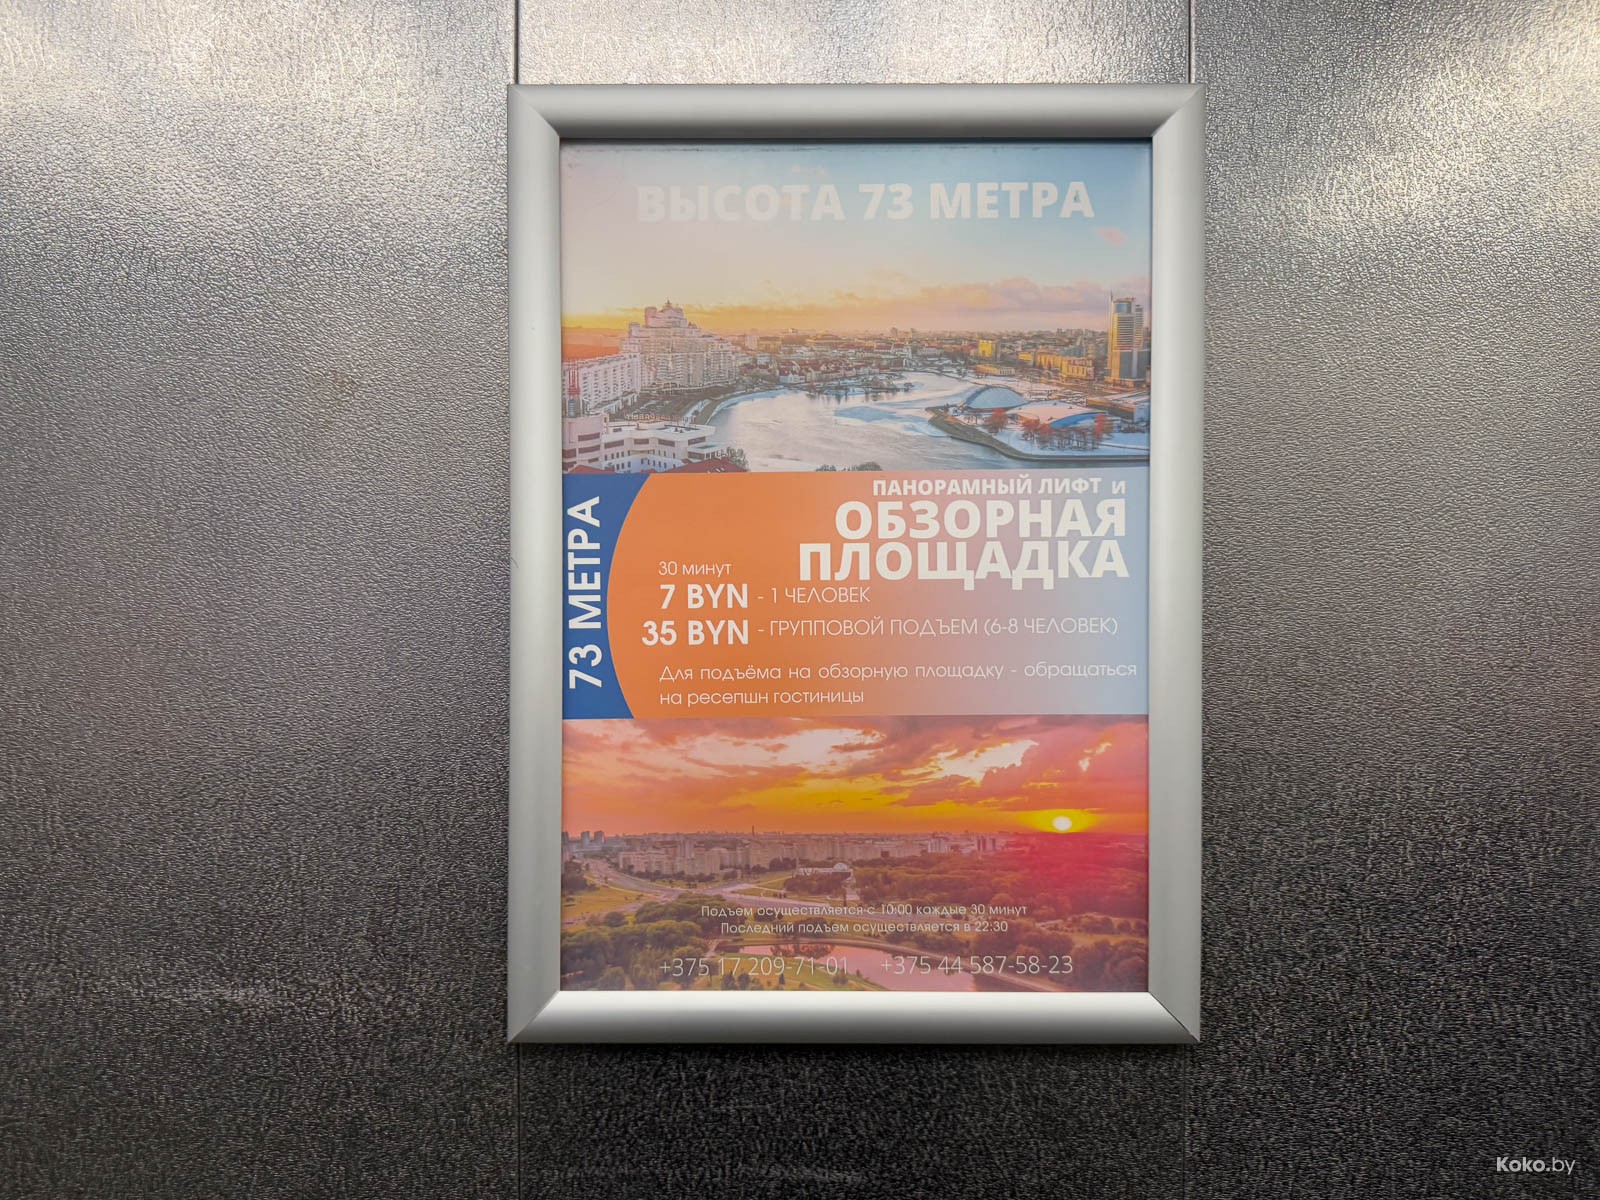 ВЫСОТА 73 МЕТРА
73 МЕТРА
ПАНОРАМНЫЙ ЛИФТ и
ОБЗОРНАЯ
ПЛОЩАДКА
30 минут
7 BYN - 1 ЧЕЛОВЕК
35 BYN - ГРУППОВОЙ ПОДЪЕМ (6-8 ЧЕЛОВЕК)
Для подъёма на обзорную площадку - обращаться
на ресепшн гостиницы
Подъем осуществляется с 10:00 каждые 30 минут
Последний подъем осуществляется в 22:30
+375 17 209-71-01 +375 44 587-58-23
Koko.by